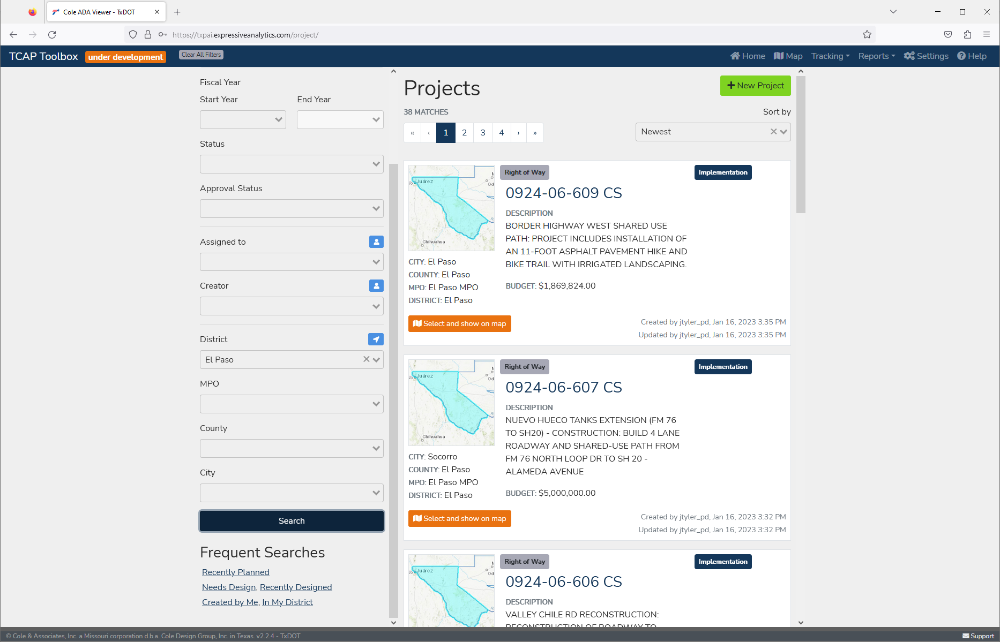 Cole ADA Viewer - TxDOT
https://txpai.expressiveanalytics.com/project/
TCAP Toolbox under development Clear All Filters Home Map Tracking Reports Settings Help
Fiscal Year
Start Year End Year
Status
Approval Status
Assigned to
Creator
District
El Paso
MPO
County
City
Search
Frequent Searches
Recently Planned
Needs Design, Recently Designed
Created by Me, In My District
Projects
New Project
38 MATCHES
Sort by
« ‹ 1 2 3 4 › »
Newest
Juárez
Chihuahua
CITY: El Paso
COUNTY: El Paso
MPO: El Paso MPO
DISTRICT: El Paso
Right of Way
Implementation
0924-06-609 CS
DESCRIPTION
BORDER HIGHWAY WEST SHARED USE
PATH: PROJECT INCLUDES INSTALLATION OF
AN 11-FOOT ASPHALT PAVEMENT HIKE AND
BIKE TRAIL WITH IRRIGATED LANDSCAPING.
BUDGET: $1,869,824.00
Select and show on map
Created by jtyler_pd, Jan 16, 2023 3:35 PM
Updated by jtyler_pd, Jan 16, 2023 3:35 PM
Juárez
Chihuahua
CITY: Socorro
COUNTY: El Paso
MPO: El Paso MPO
DISTRICT: El Paso
Right of Way
Implementation
0924-06-607 CS
DESCRIPTION
NUEVO HUECO TANKS EXTENSION (FM 76
TO SH20) - CONSTRUCTION: BUILD 4 LANE
ROADWAY AND SHARED-USE PATH FROM
FM 76 NORTH LOOP DR TO SH 20 -
ALAMEDA AVENUE
BUDGET: $5,000,000.00
Select and show on map
Created by jtyler_pd, Jan 16, 2023 3:32 PM
Updated by jtyler_pd, Jan 16, 2023 3:32 PM
Juárez
Right of Way
Implementation
0924-06-606 CS
DESCRIPTION
VALLEY CHILE RD RECONSTRUCTION:
RECONSTRUCTION OF ROADWAY TO
© Cole & Associates, Inc. a Missouri corporation d.b.a. Cole Design Group, Inc. in Texas. v2.2.4 - TxDOT
Support